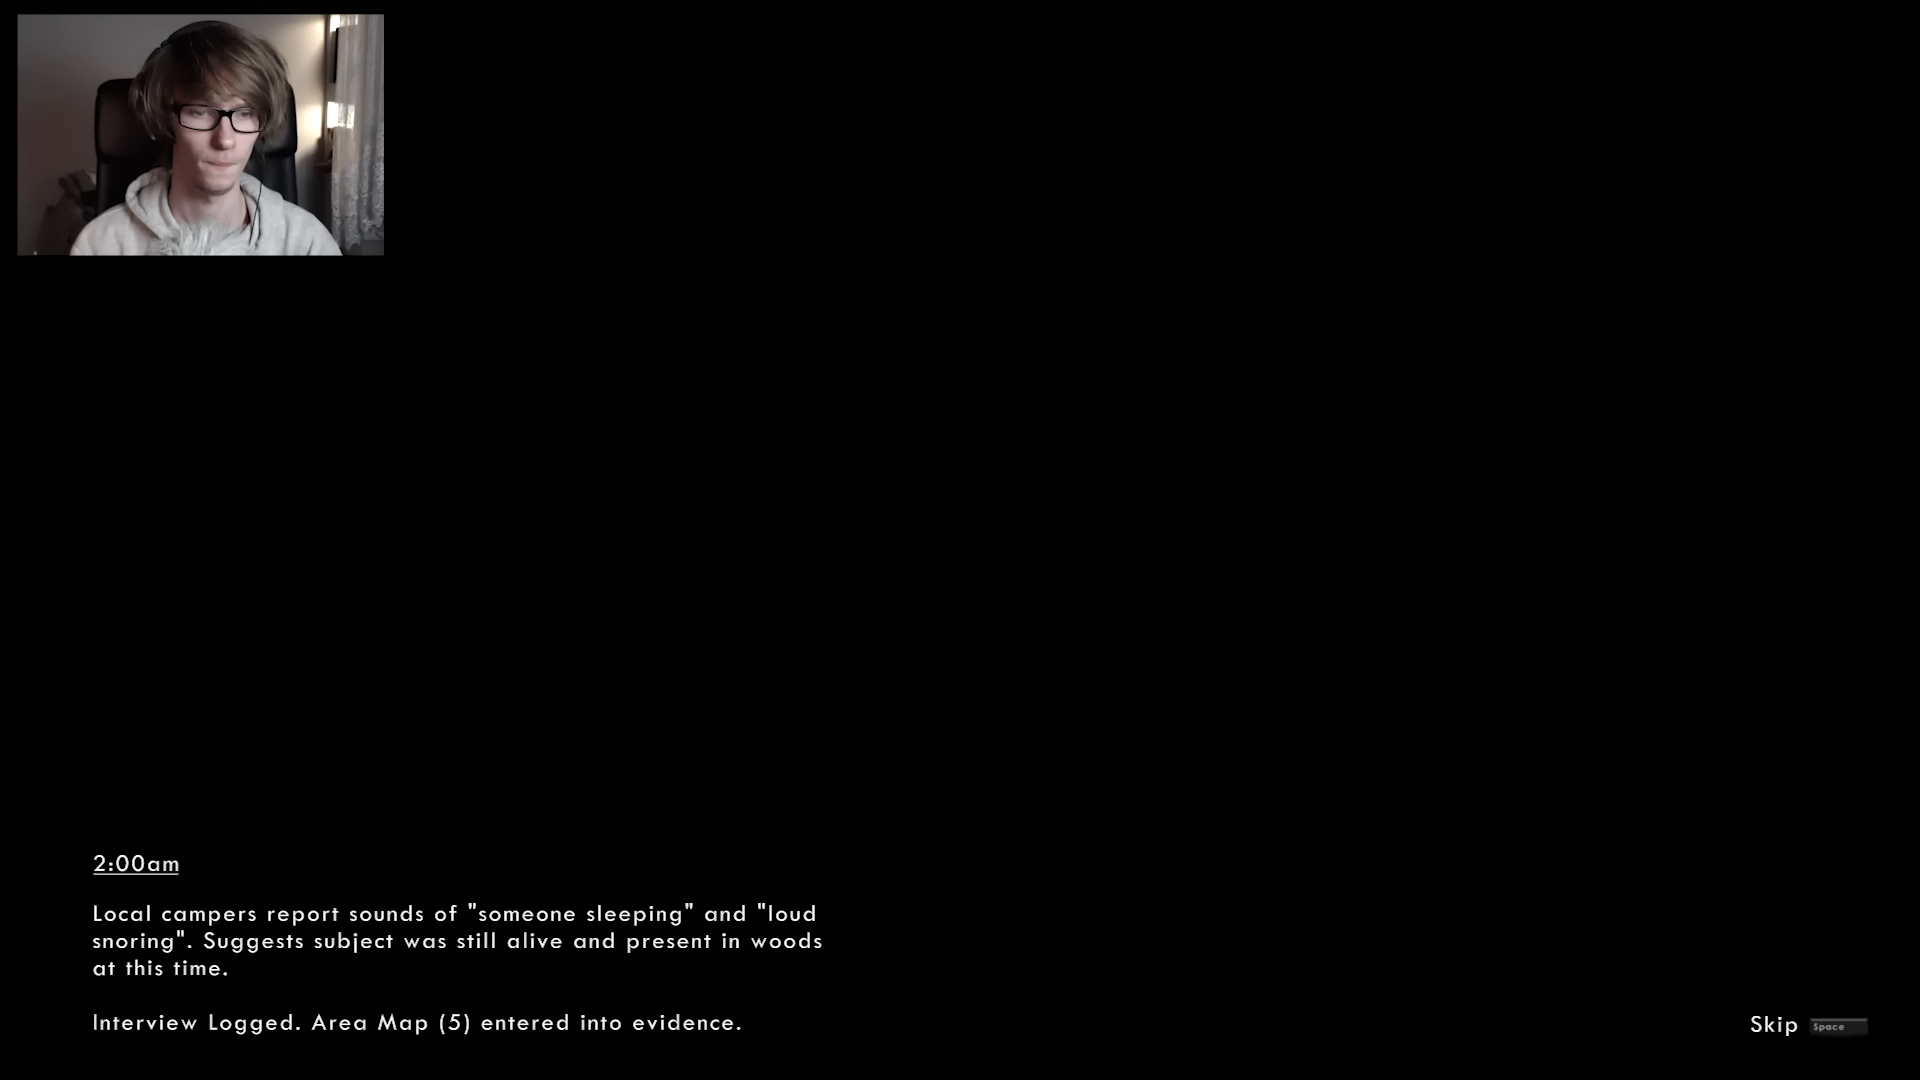 2:00am
Local campers report sounds of "someone sleeping" and "loud
snoring". Suggests subject was still alive and present in woods
at this time.
Interview Logged. Area Map (5) entered into evidence.
Skip Space